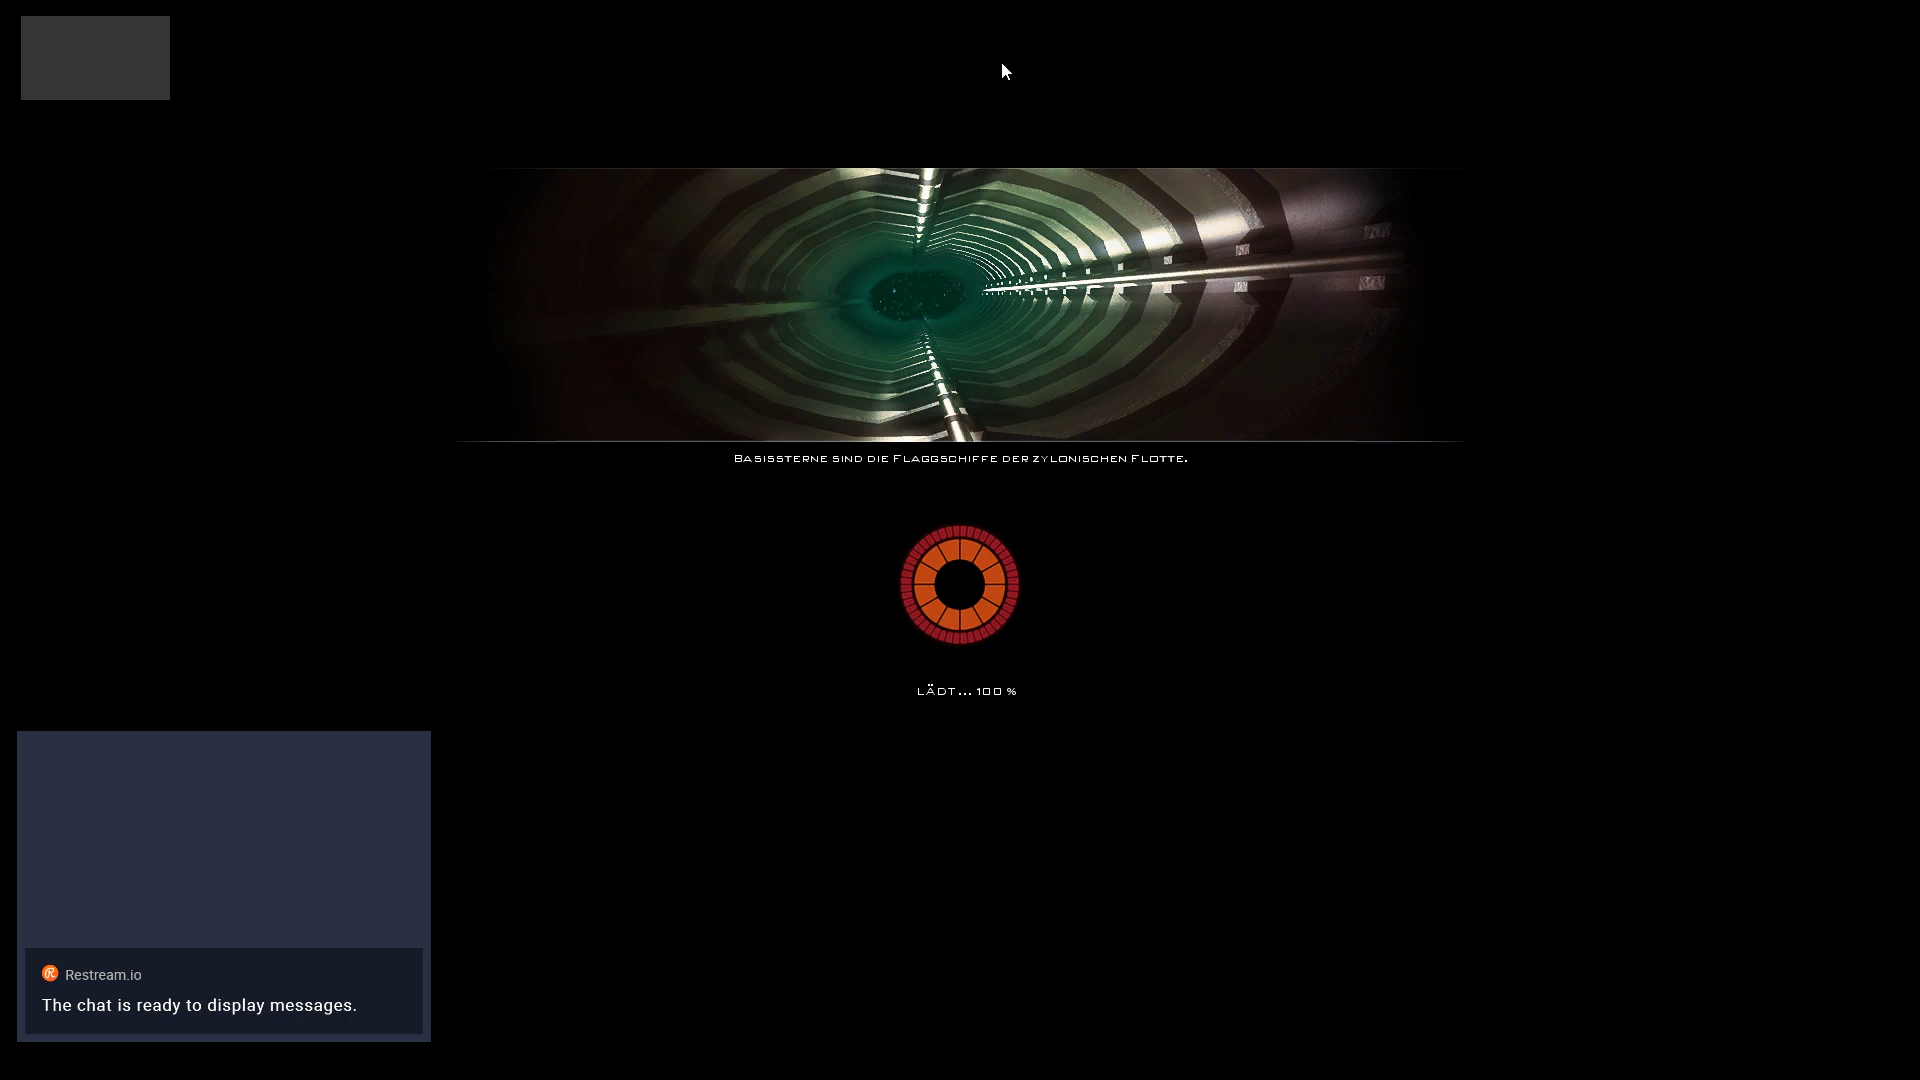 Basissterne sind die Flaggschiffe der zylonischen Flotte.
lädt... 100 %
Restream.io
The chat is ready to display messages.